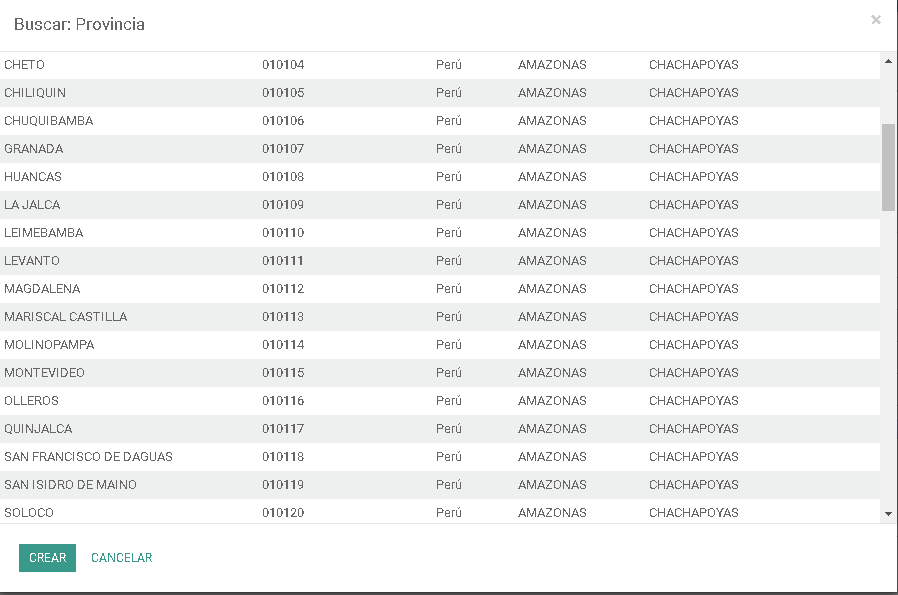 Buscar: Provincia ×
CHETO 010104 Perú AMAZONAS CHACHAPOYAS
CHILIQUIN 010105 Perú AMAZONAS CHACHAPOYAS
CHUQUIBAMBA 010106 Perú AMAZONAS CHACHAPOYAS
GRANADA 010107 Perú AMAZONAS CHACHAPOYAS
HUANCAS 010108 Perú AMAZONAS CHACHAPOYAS
LA JALCA 010109 Perú AMAZONAS CHACHAPOYAS
LEIMEBAMBA 010110 Perú AMAZONAS CHACHAPOYAS
LEVANTO 010111 Perú AMAZONAS CHACHAPOYAS
MAGDALENA 010112 Perú AMAZONAS CHACHAPOYAS
MARISCAL CASTILLA 010113 Perú AMAZONAS CHACHAPOYAS
MOLINOPAMPA 010114 Perú AMAZONAS CHACHAPOYAS
MONTEVIDEO 010115 Perú AMAZONAS CHACHAPOYAS
OLLEROS 010116 Perú AMAZONAS CHACHAPOYAS
QUINJALCA 010117 Perú AMAZONAS CHACHAPOYAS
SAN FRANCISCO DE DAGUAS 010118 Perú AMAZONAS CHACHAPOYAS
SAN ISIDRO DE MAINO 010119 Perú AMAZONAS CHACHAPOYAS
SOLOCO 010120 Perú AMAZONAS CHACHAPOYAS
CREAR CANCELAR